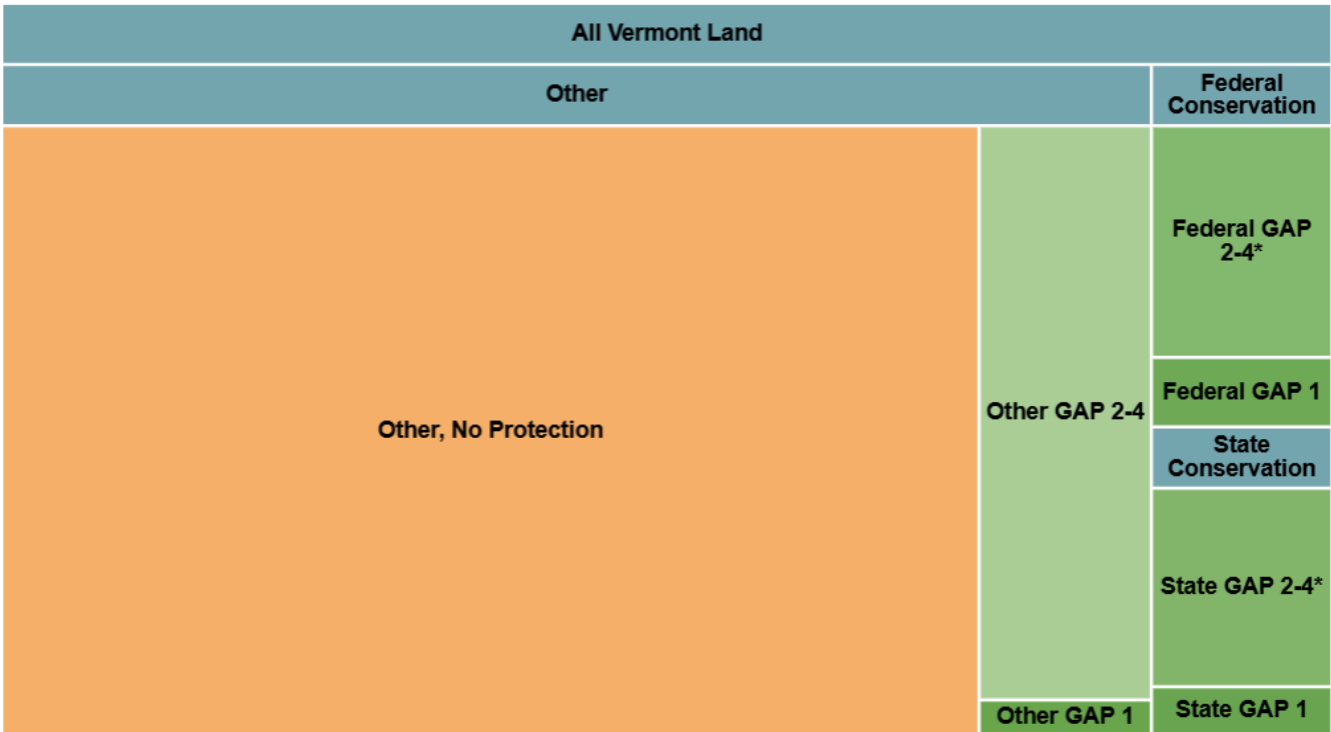 All Vermont Land
Other
Federal
Conservation
Other, No Protection
Other GAP 2-4
Other GAP 1
Federal GAP
2-4*
Federal GAP 1
State
Conservation
State GAP 2-4*
State GAP 1